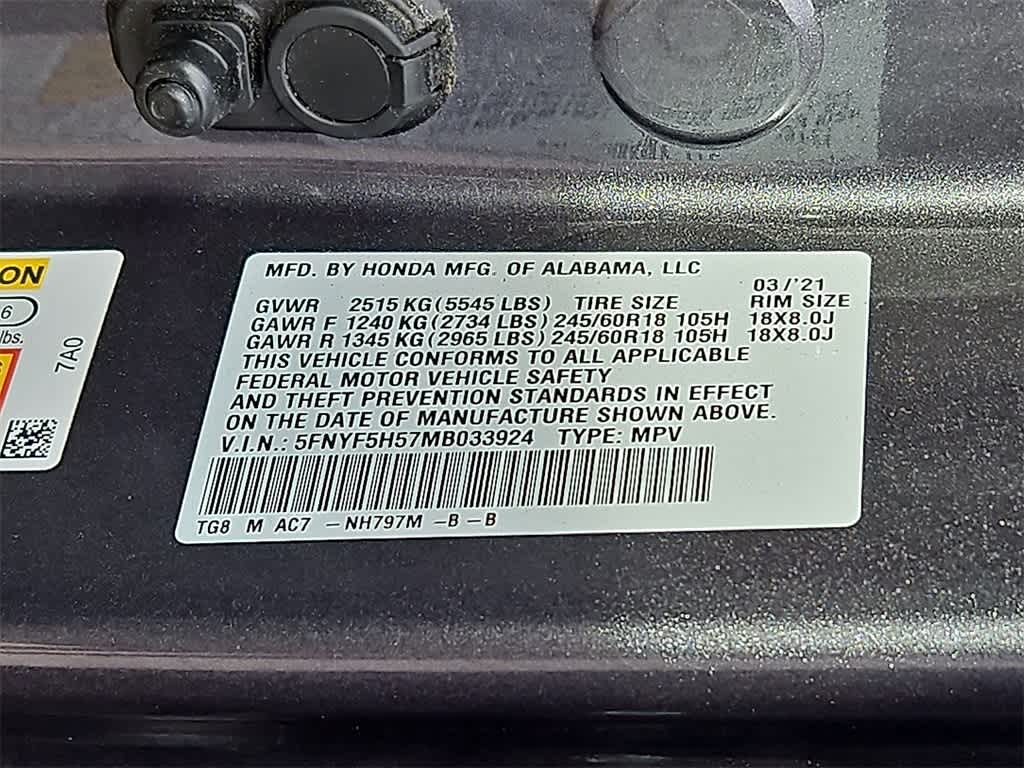 ON
6
lbs.
7A0
MFD. BY HONDA MFG. OF ALABAMA, LLC
03/'21
GVWR 2515 KG (5545 LBS) TIRE SIZE RIM SIZE
GAWR F 1240 KG (2734 LBS) 245/60R18 105H 18X8.0J
GAWR R 1345 KG (2965 LBS) 245/60R18 105H 18X8.0J
THIS VEHICLE CONFORMS TO ALL APPLICABLE
FEDERAL MOTOR VEHICLE SAFETY
AND THEFT PREVENTION STANDARDS IN EFFECT
ON THE DATE OF MANUFACTURE SHOWN ABOVE.
V.I.N.: 5FNYF5H57MB033924 TYPE: MPV
TG8 M AC7 -NH797M -B -B